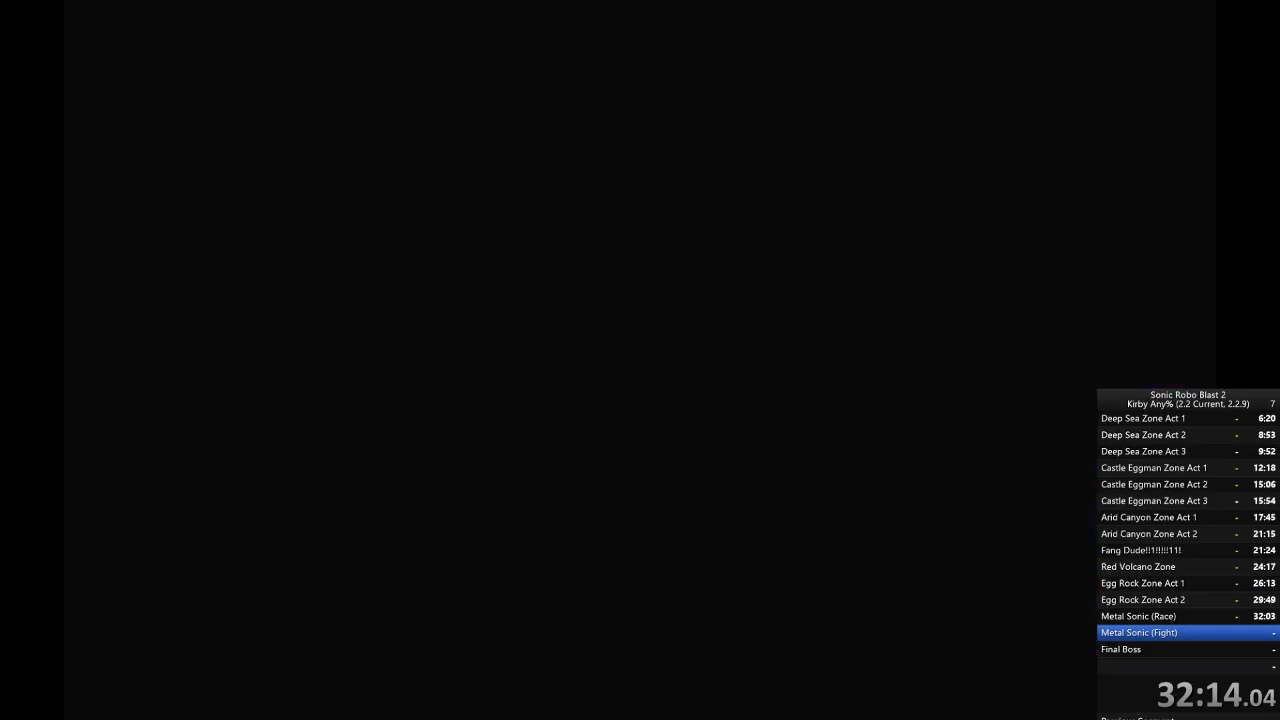 Sonic Robo Blast 2
Kirby Any% (2.2 Current, 2.2.9) 7
Deep Sea Zone Act 1 - 6:20
Deep Sea Zone Act 2 - 8:53
Deep Sea Zone Act 3 - 9:52
Castle Eggman Zone Act 1 - 12:18
Castle Eggman Zone Act 2 - 15:06
Castle Eggman Zone Act 3 - 15:54
Arid Canyon Zone Act 1 - 17:45
Arid Canyon Zone Act 2 - 21:15
Fang Dude!!1!!!!!11! - 21:24
Red Volcano Zone - 24:17
Egg Rock Zone Act 1 - 26:13
Egg Rock Zone Act 2 - 29:49
Metal Sonic (Race) - 32:03
Metal Sonic (Fight) -
Final Boss -
-
32:14.04
Previous Segment